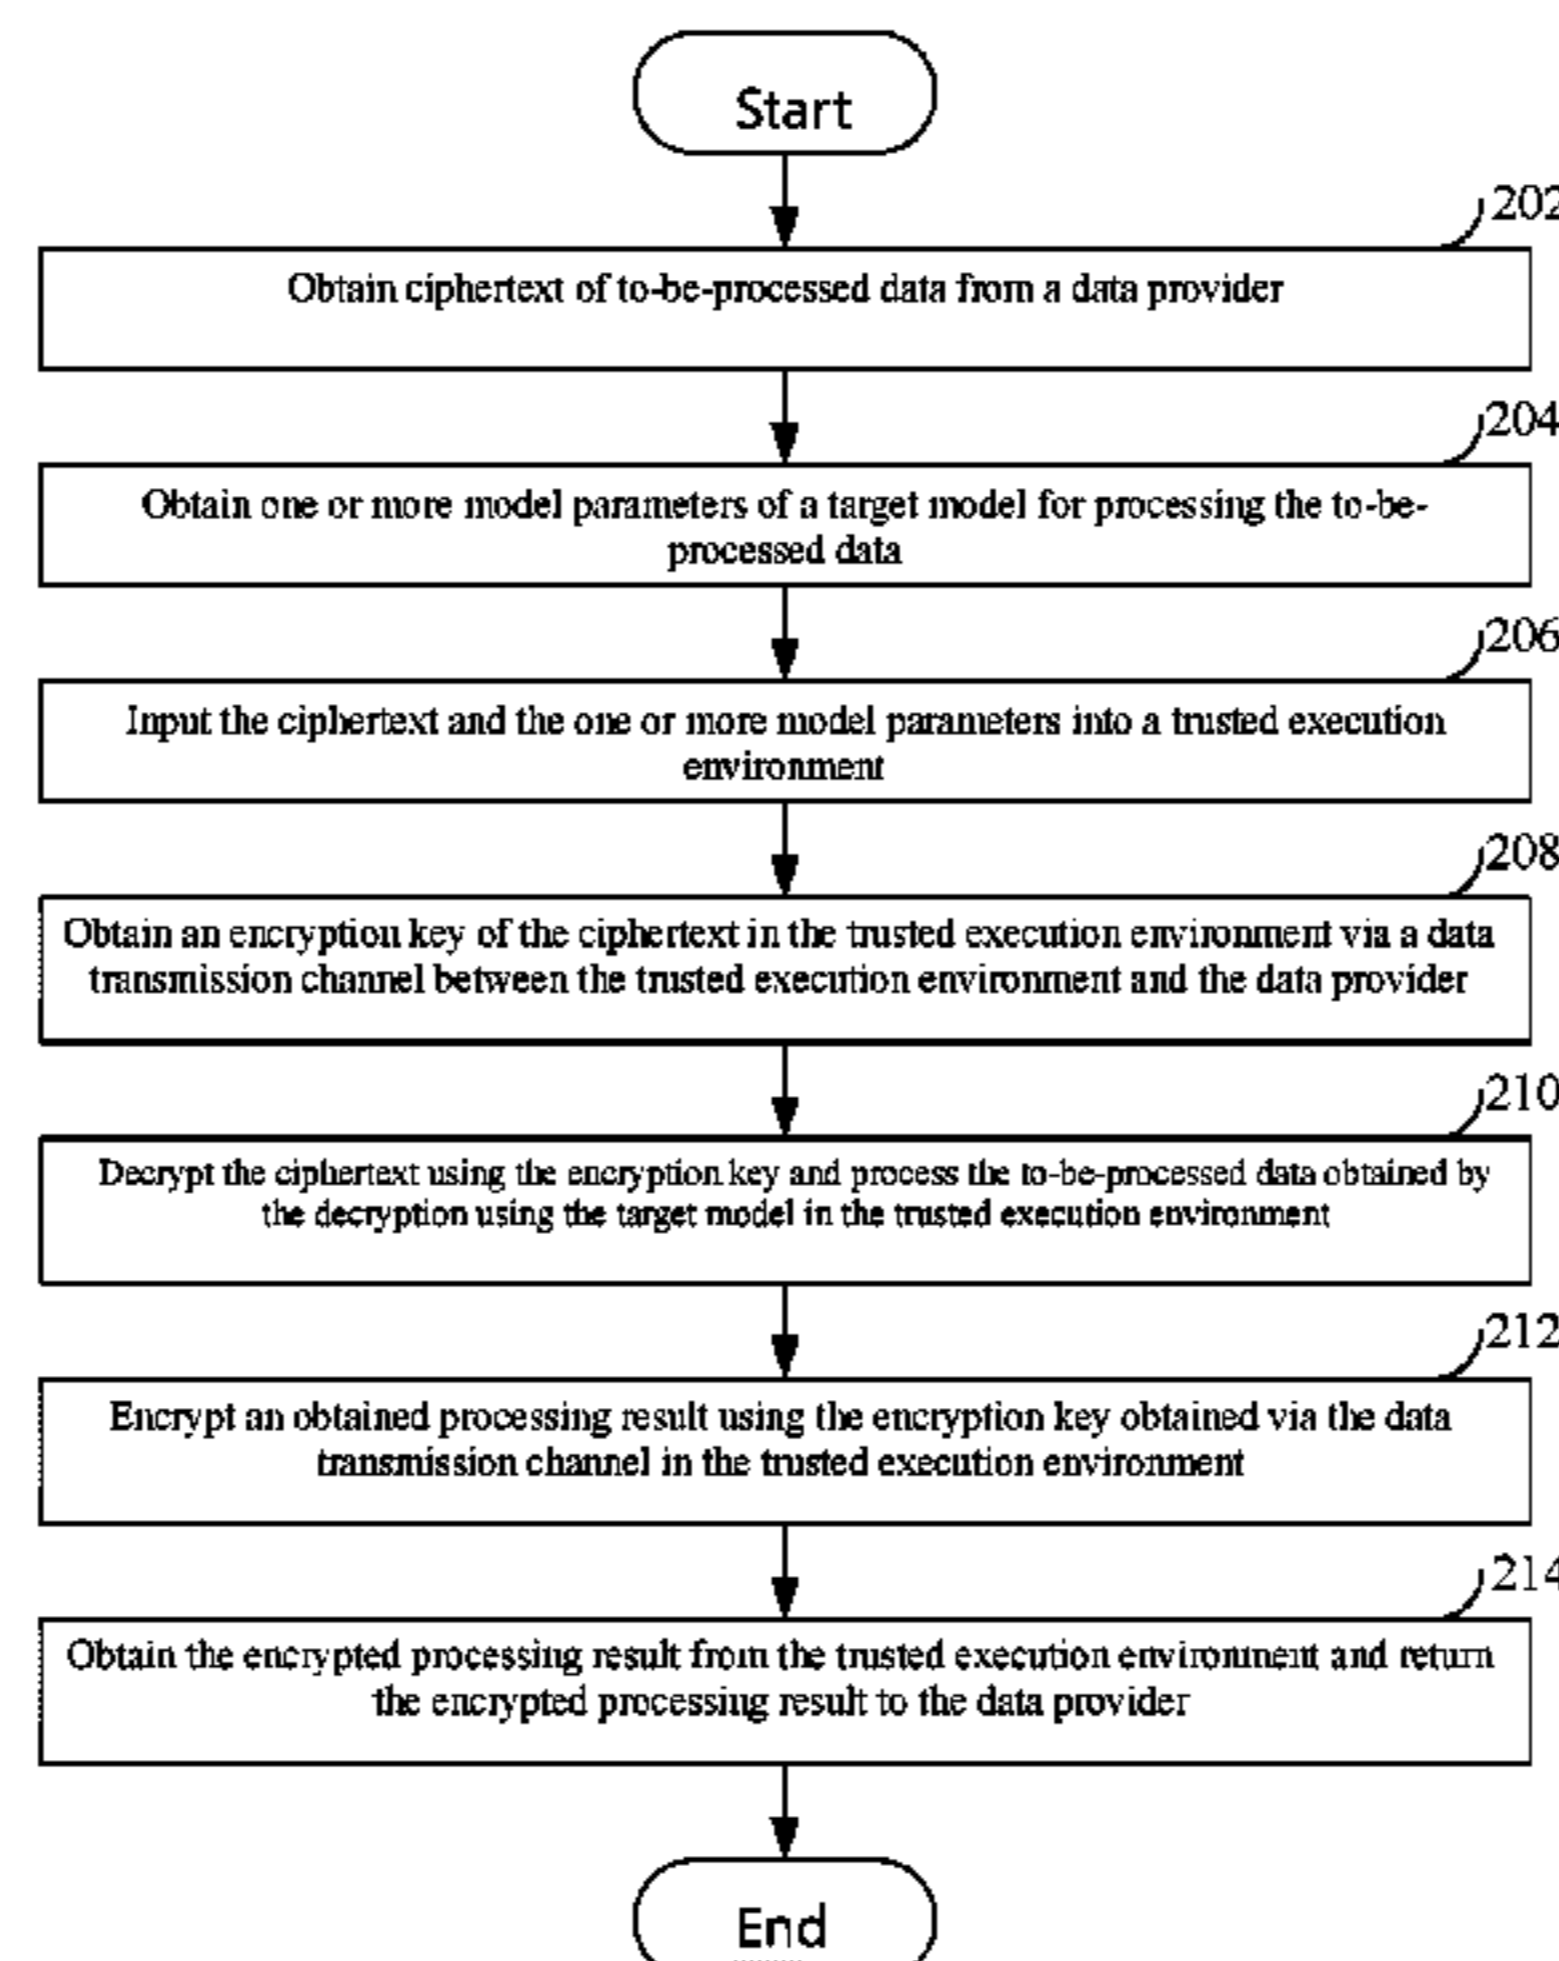 Start
202
Obtain ciphertext of to-be-processed data from a data provider
204
Obtain one or more model parameters of a target model for processing the to-be-
processed data
206
Input the ciphertext and the one or more model parameters into a trusted execution
environment
208
Obtain an encryption key of the ciphertext in the trusted execution environment via a data
transmission channel between the trusted execution environment and the data provider
210
Decrypt the ciphertext using the encryption key and process the to-be-processed data obtained by
the decryption using the target model in the trusted execution environment
212
Encrypt an obtained processing result using the encryption key obtained via the data
transmission channel in the trusted execution environment
214
Obtain the encrypted processing result from the trusted execution environment and return
the encrypted processing result to the data provider
End